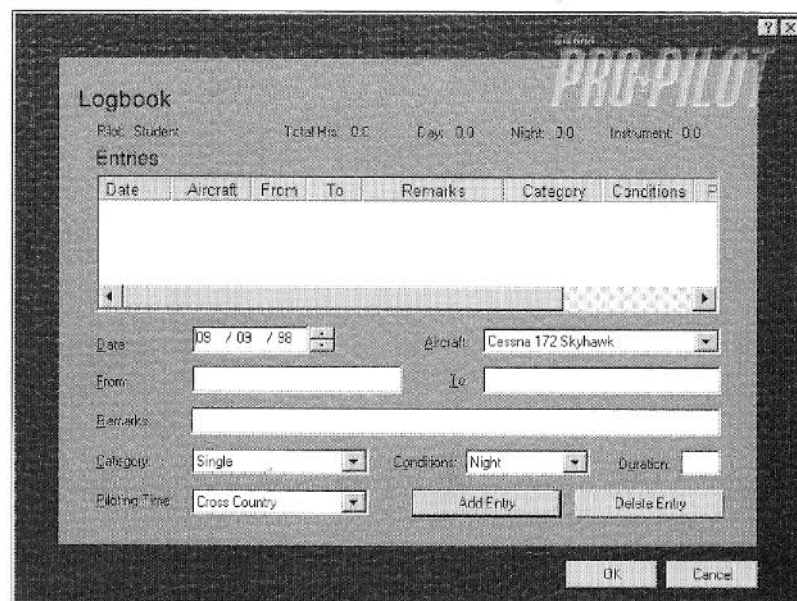 ? X
SIERRA
PRO PILOT
Logbook
Pilot: Student Total Hrs: 0.0 Day: 0.0 Night: 0.0 Instrument: 0.0
Entries
Date Aircraft From To Remarks Category Conditions P
Date: 09 / 09 / 98 Aircraft: Cessna 172 Skyhawk
From: To:
Remarks:
Category: Single Conditions: Night Duration:
Piloting Time: Cross Country Add Entry Delete Entry
OK Cancel